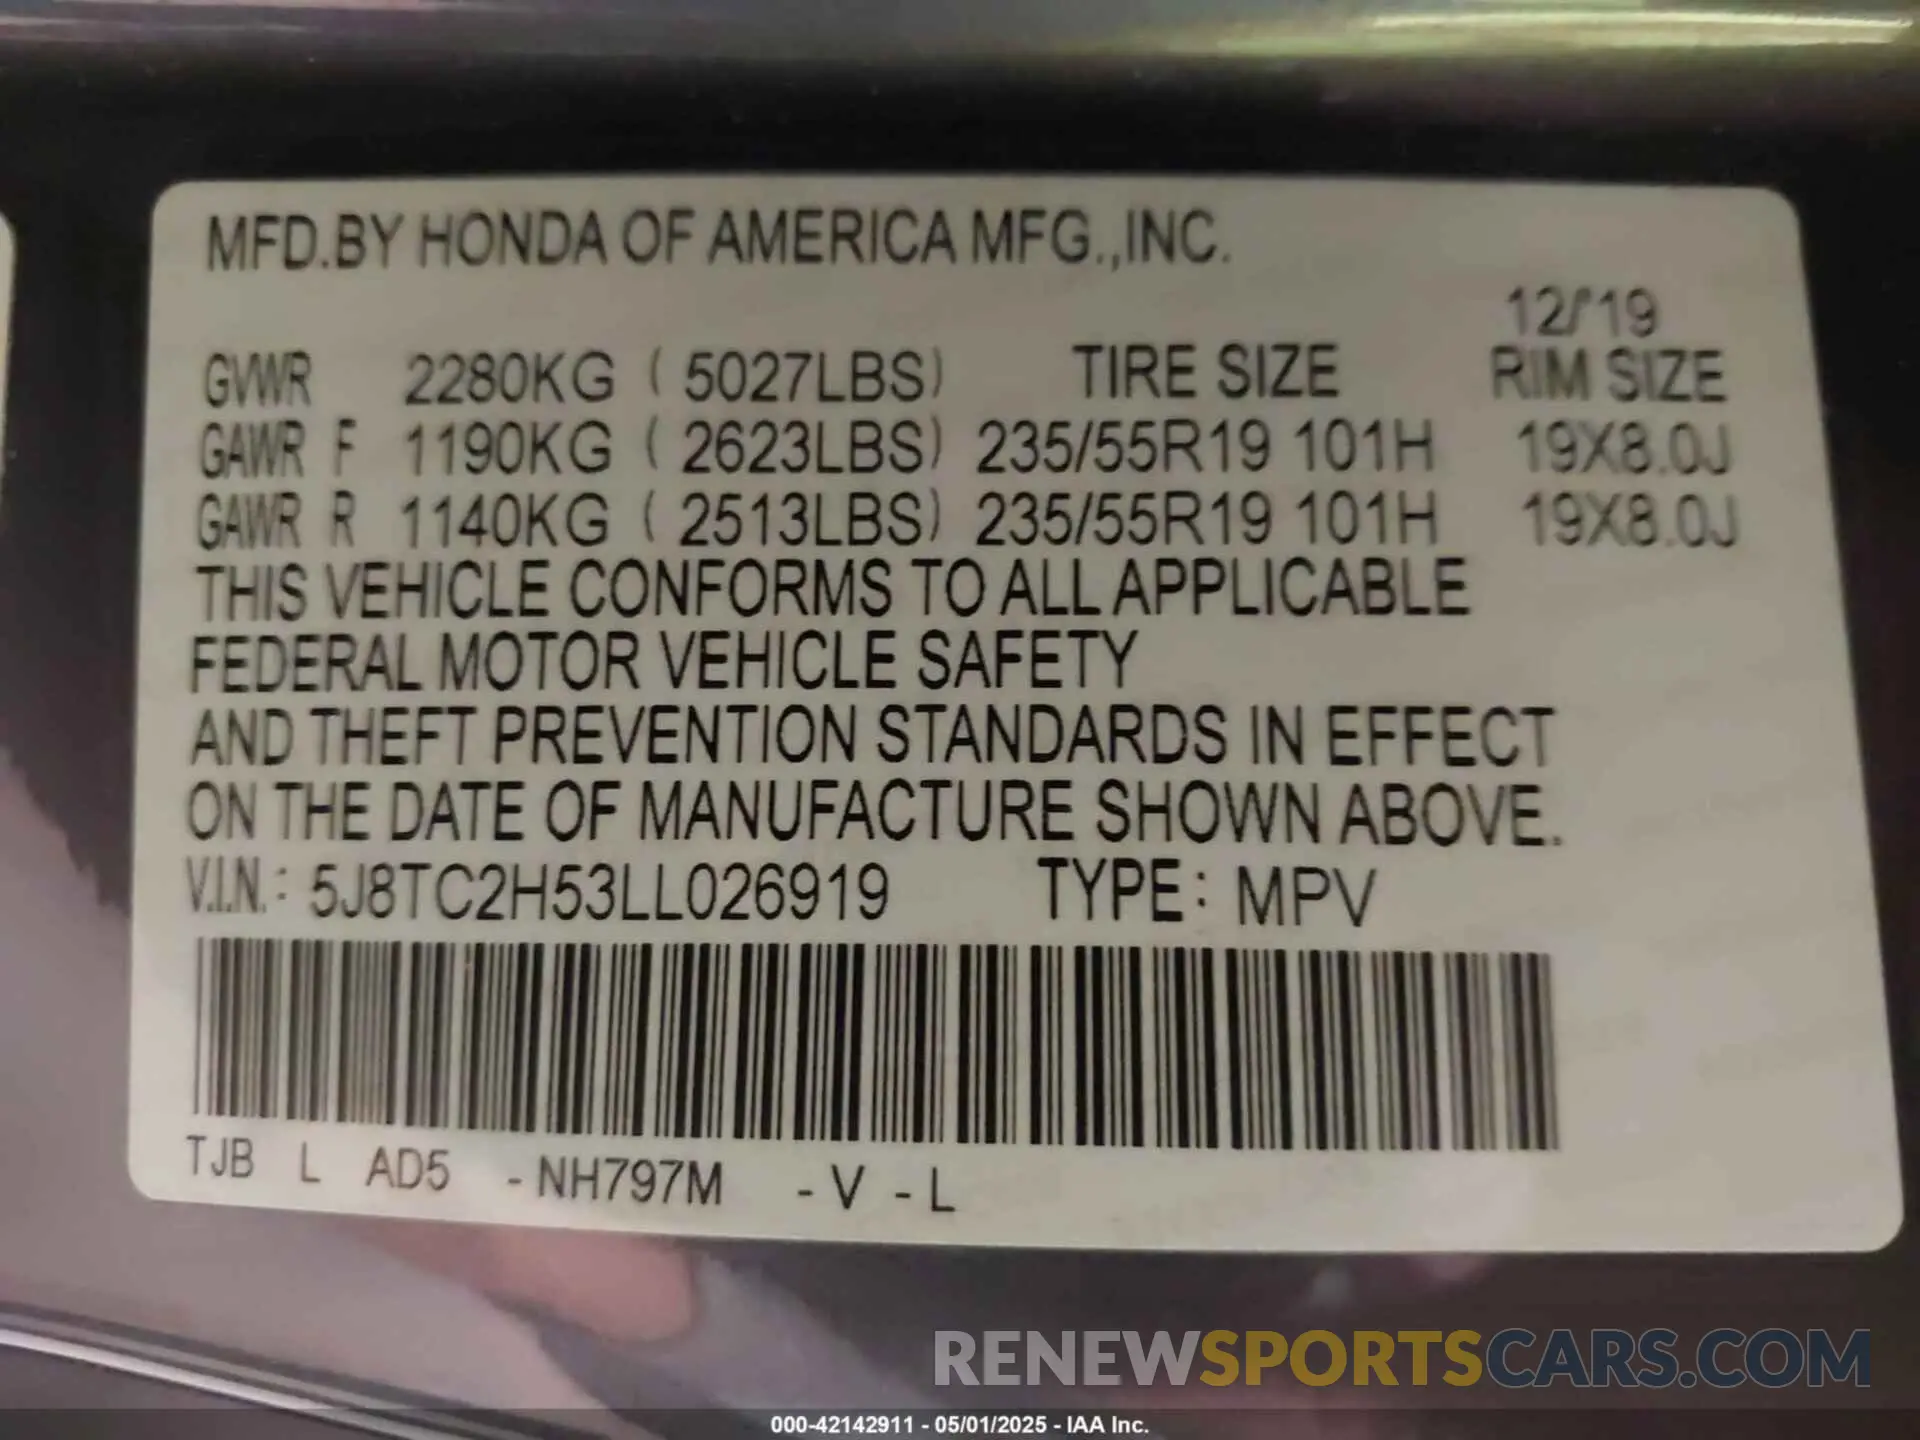 MFD.BY HONDA OF AMERICA MFG.,INC.
12/'19
GVWR 2280KG ( 5027LBS) TIRE SIZE RIM SIZE
GAWR F 1190KG ( 2623LBS) 235/55R19 101H 19X8.0J
GAWR R 1140KG ( 2513LBS) 235/55R19 101H 19X8.0J
THIS VEHICLE CONFORMS TO ALL APPLICABLE
FEDERAL MOTOR VEHICLE SAFETY
AND THEFT PREVENTION STANDARDS IN EFFECT
ON THE DATE OF MANUFACTURE SHOWN ABOVE.
V.I.N.: 5J8TC2H53LL026919 TYPE: MPV
TJB L AD5 -NH797M -V -L
RENEWSPORTSCARS.COM
000-42142911 - 05/01/2025 - IAA Inc.